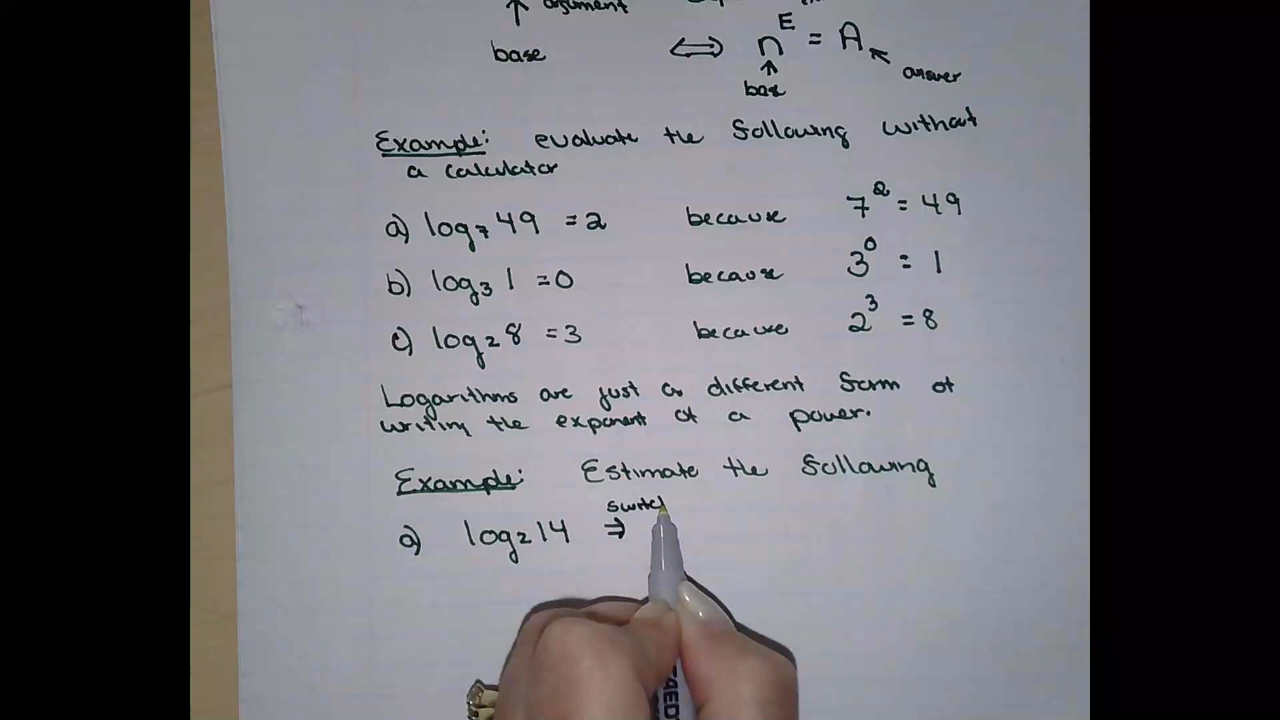 argument
E
base ⟺ n = A
base answer
Example: evaluate the following without
a calculator
a) log₇ 49 = 2 because 7² = 49
b) log₃ 1 = 0 because 3⁰ = 1
c) log₂ 8 = 3 because 2³ = 8
Logarithms are just a different form of
writing the exponent of a power.
Example: Estimate the following
switch
a) log₂ 14 ⇒
STAED